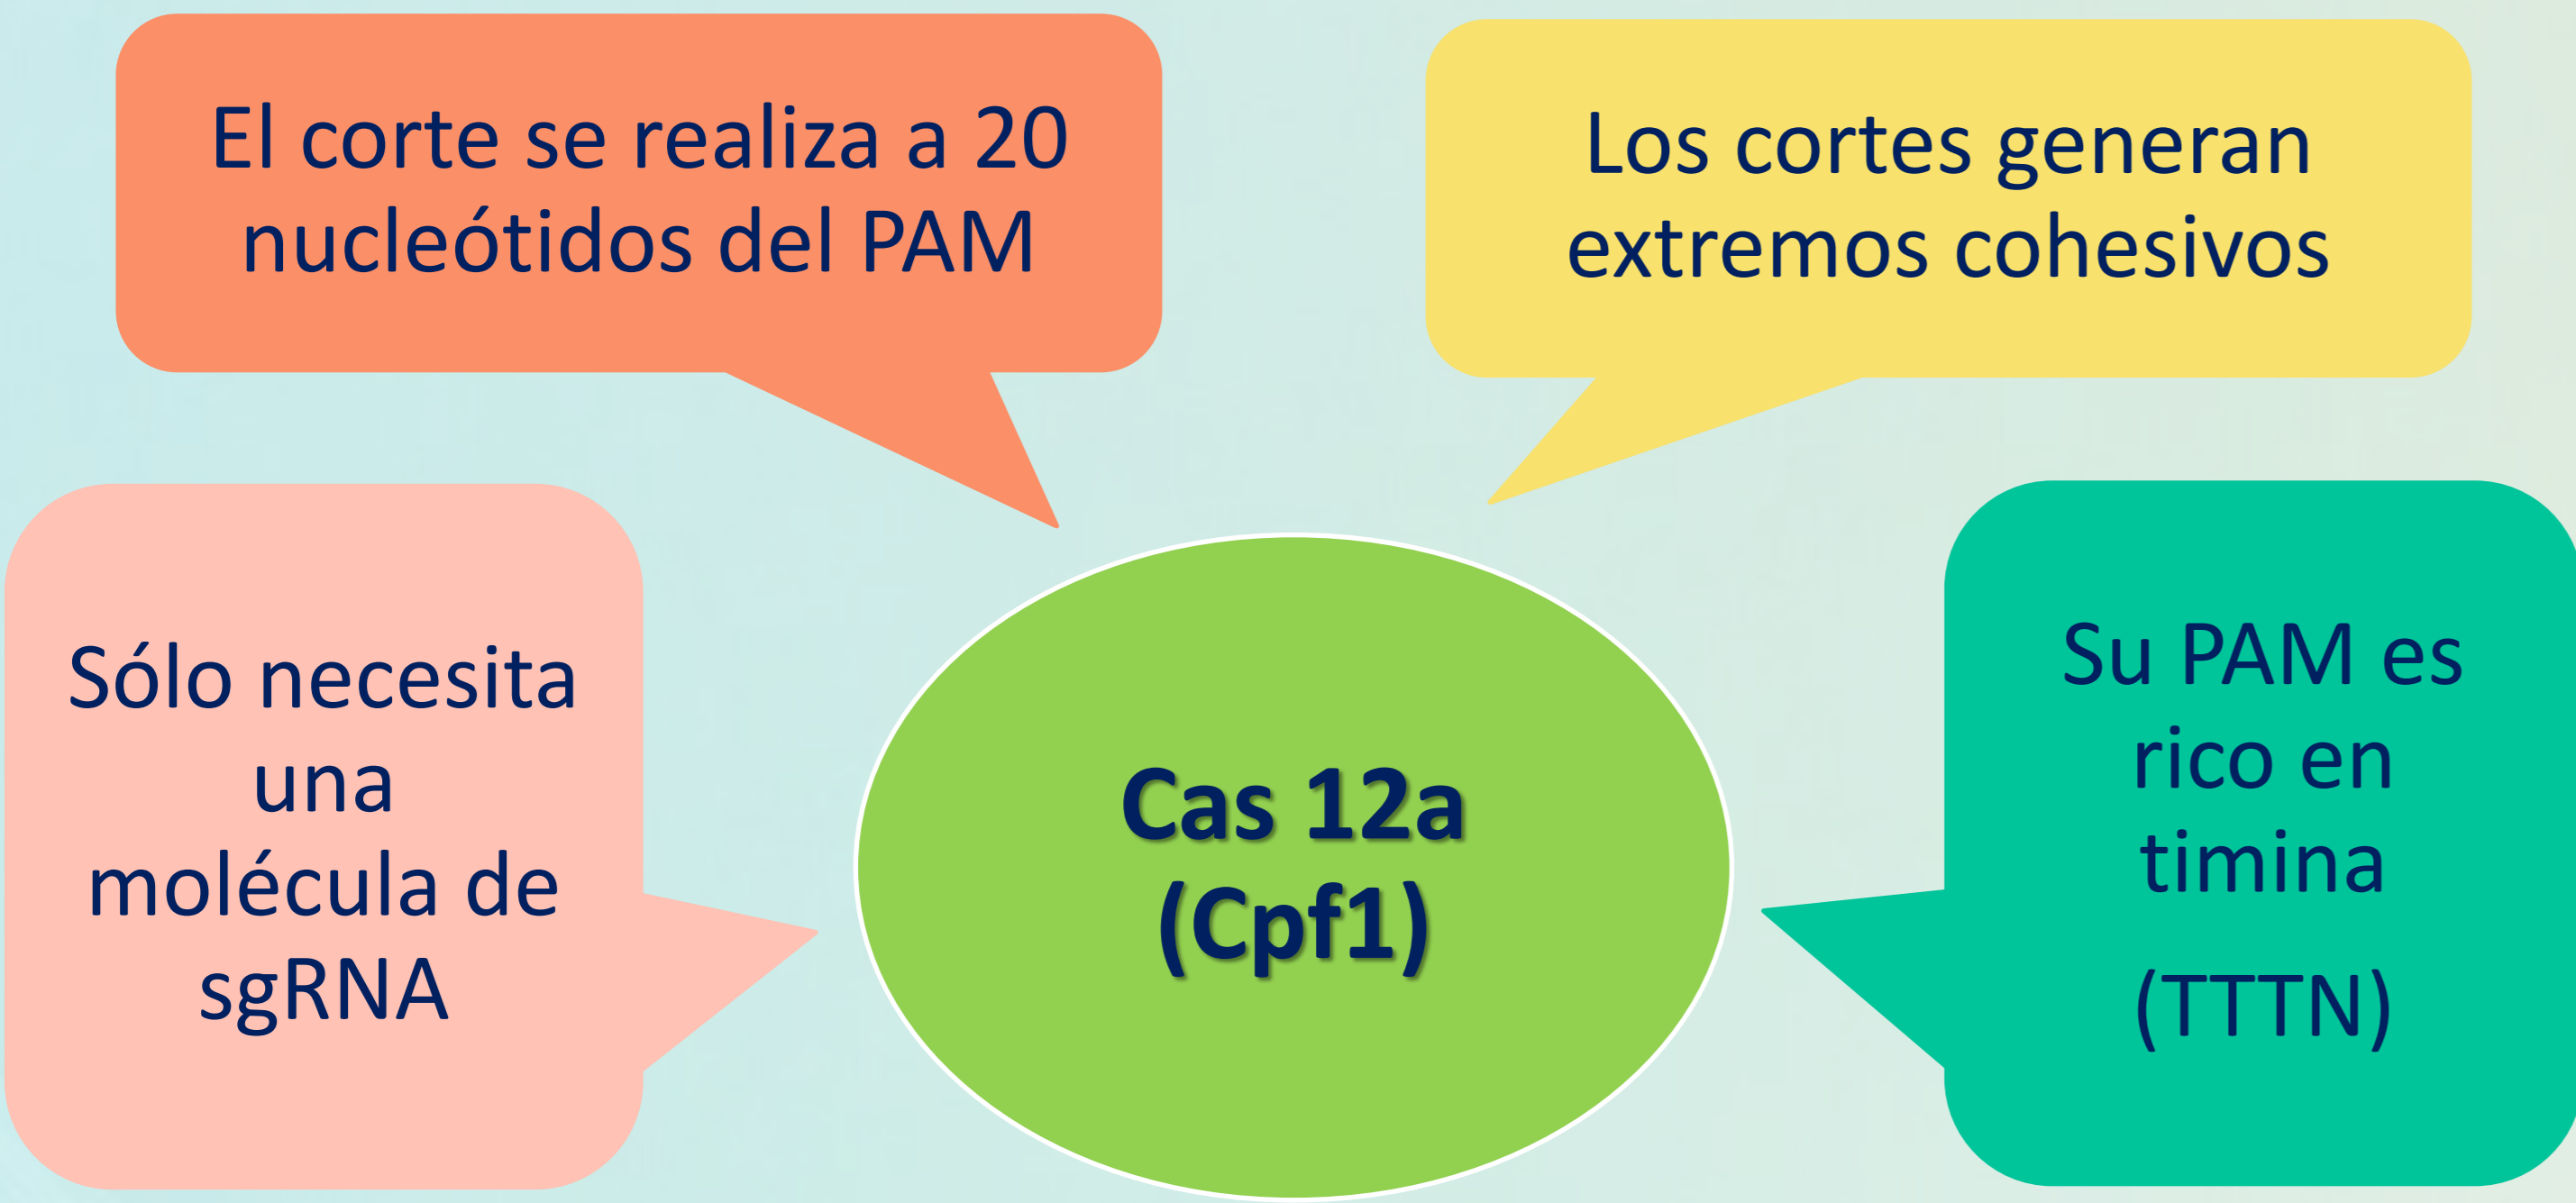 El corte se realiza a 20
nucleótidos del PAM
Los cortes generan
extremos cohesivos
Sólo necesita
una
molécula de
sgRNA
Cas 12a
(Cpf1)
Su PAM es
rico en
timina
(TTTN)